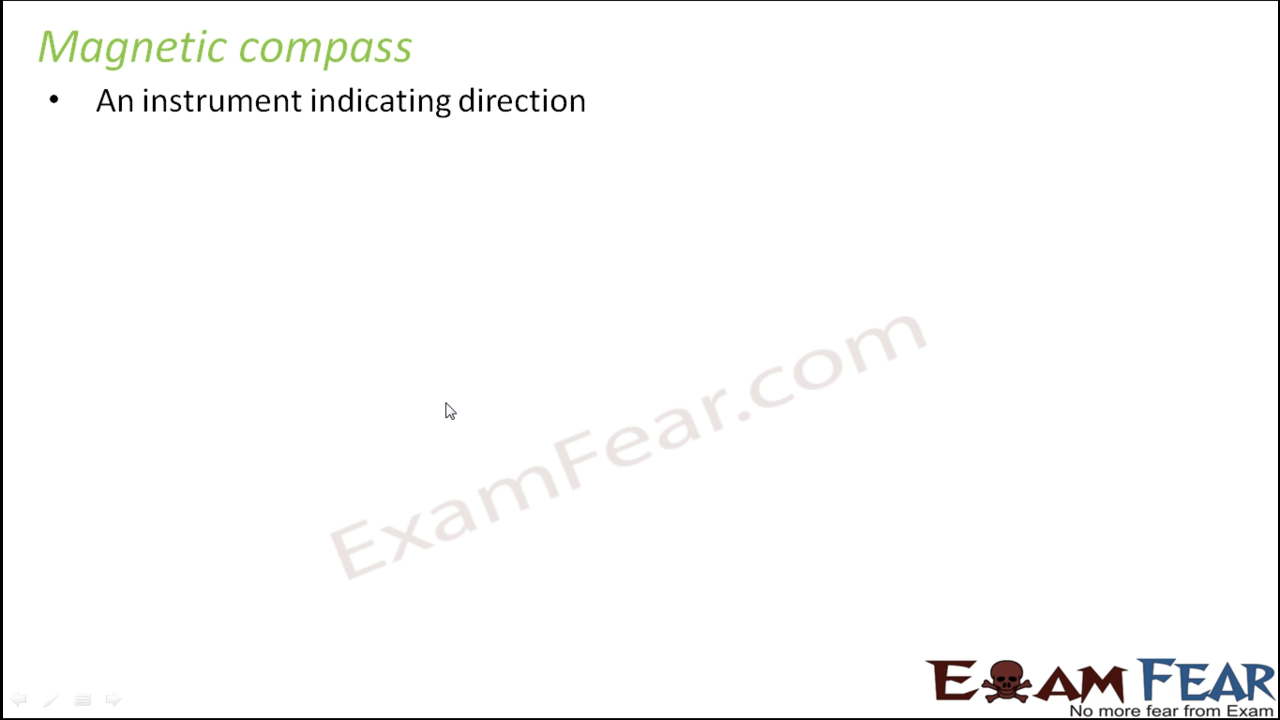 Magnetic compass
• An instrument indicating direction
ExamFear.com
EXAM FEAR
No more fear from Exam